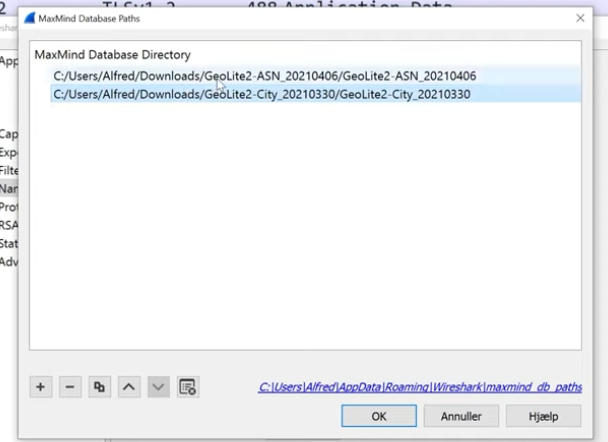 2 TLSv1.2 488 Application Data
MaxMind Database Paths
MaxMind Database Directory
App
C:/Users/Alfred/Downloads/GeoLite2-ASN_20210406/GeoLite2-ASN_20210406
C:/Users/Alfred/Downloads/GeoLite2-City_20210330/GeoLite2-City_20210330
Cap
Exp
Filte
Nar
Prot
RSA
Stat
Adv
C:\Users\Alfred\AppData\Roaming\Wireshark\maxmind_db_paths
OK Annuller Hjælp